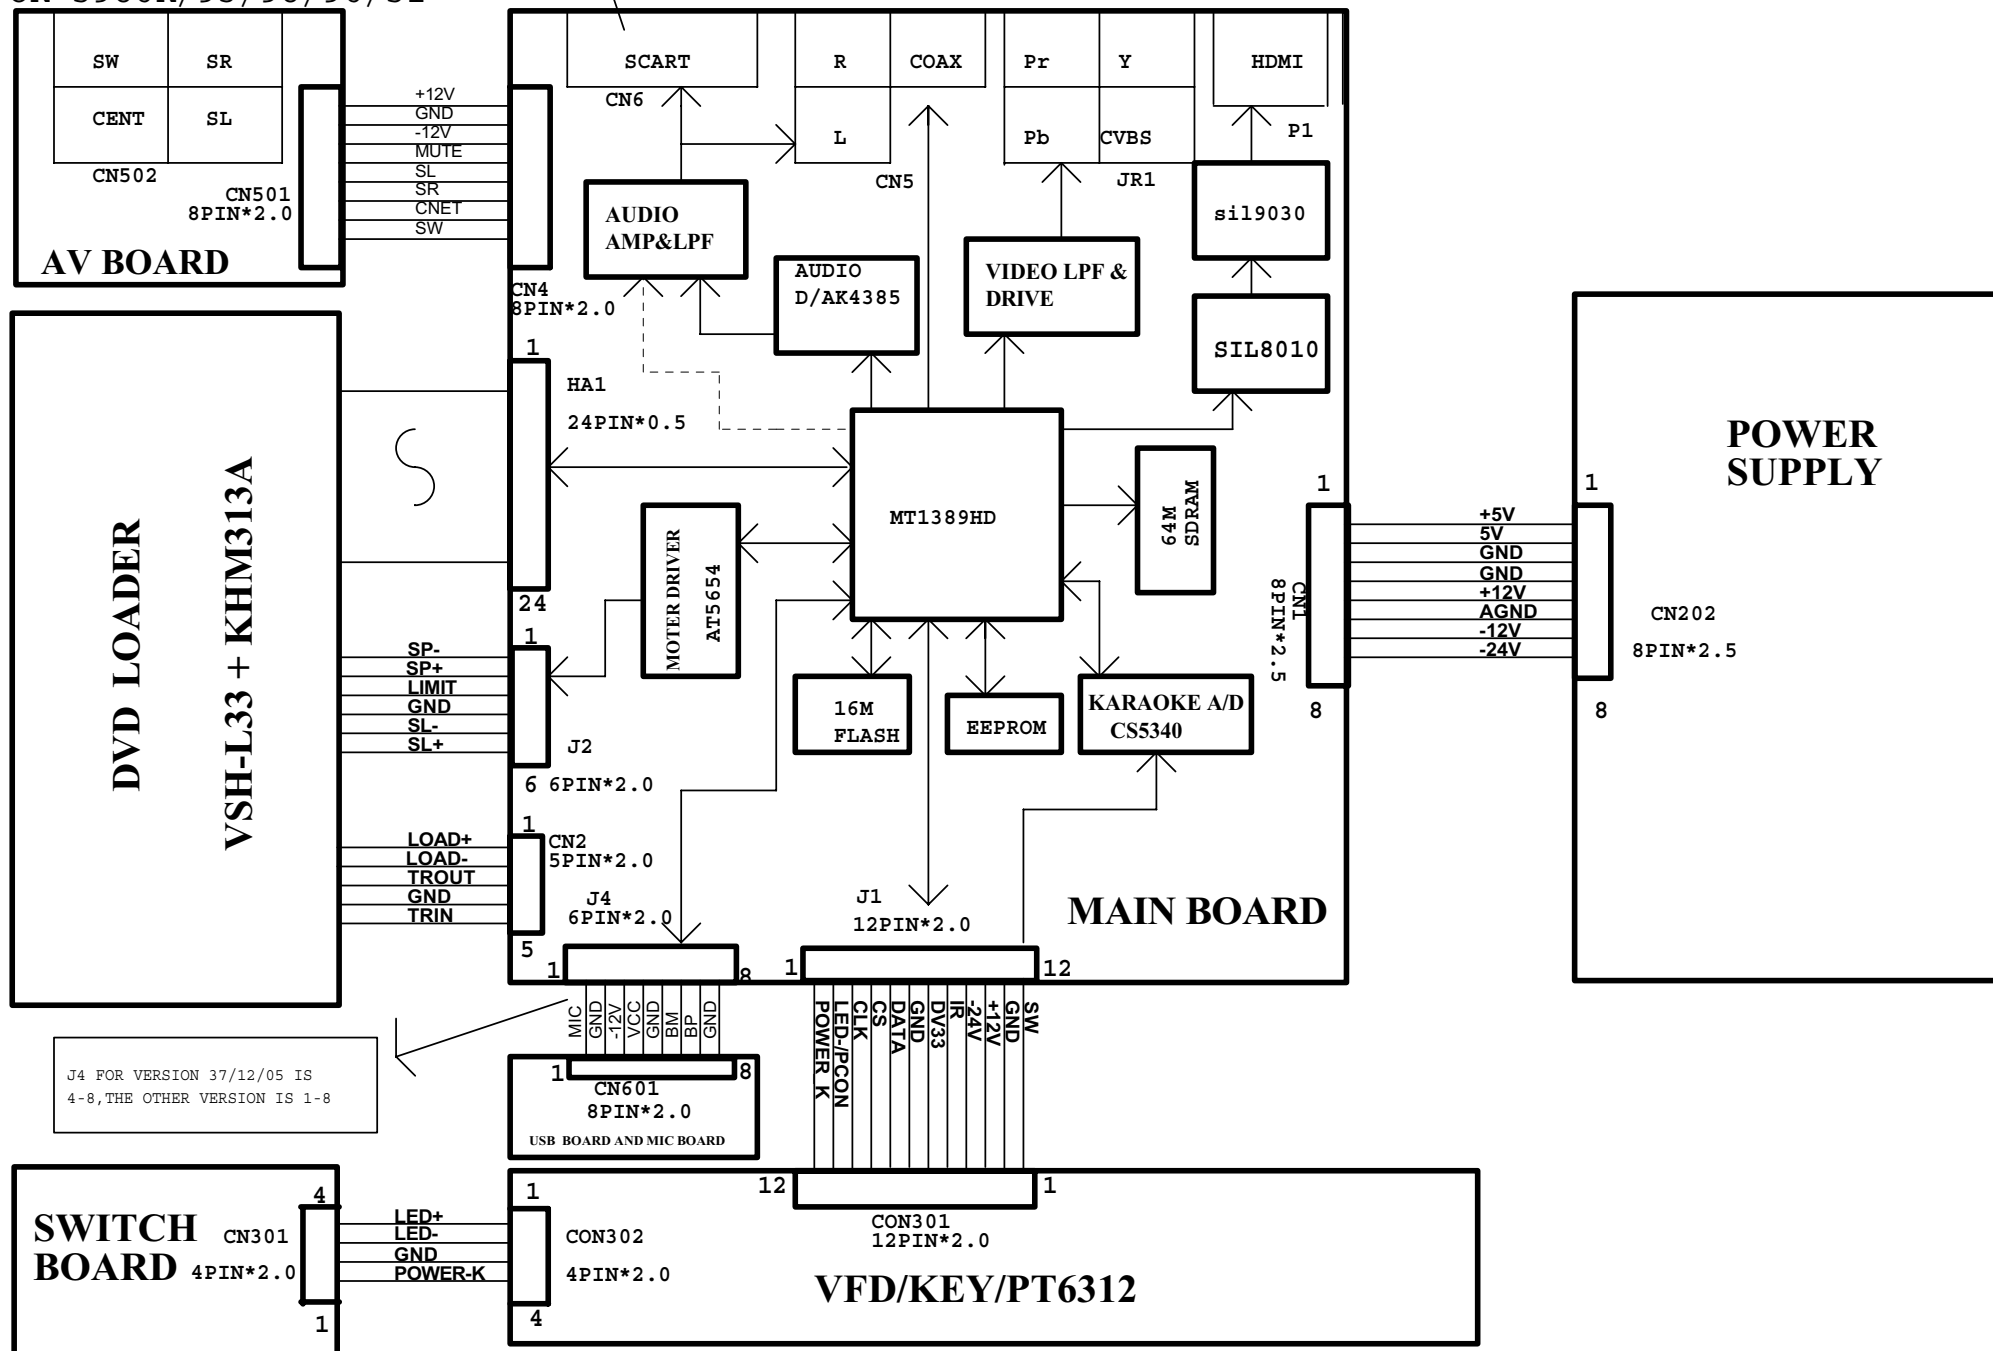 SW
SR
CENT
SL
CN502
CN501
8PIN*2.0
AV BOARD
+12V
GND
-12V
MUTE
SL
SR
CNET
SW
CN4
8PIN*2.0
SCART
CN6
R
COAX
L
CN5
Pr
Y
Pb
CVBS
JR1
HDMI
P1
AUDIO
AMP&LPF
AUDIO
D/AK4385
VIDEO LPF &
DRIVE
sil9030
SIL8010
1
HA1
24PIN*0.5
24
MT1389HD
64M
SDRAM
MOTER DRIVER
AT5654
16M
FLASH
EEPROM
KARAOKE A/D
CS5340
MAIN BOARD
DVD LOADER
VSH-L33 + KHM313A
SP-
SP+
LIMIT
GND
SL-
SL+
1
J2
6
6PIN*2.0
LOAD+
LOAD-
TROUT
GND
TRIN
1
CN2
5PIN*2.0
5
J4
6PIN*2.0
1
8
J1
12PIN*2.0
1
12
1
CN1
8PIN*2.5
8
+5V
5V
GND
GND
+12V
AGND
-12V
-24V
POWER
SUPPLY
1
CN202
8PIN*2.5
8
MIC
GND
-12V
VCC
GND
BM
BP
GND
POWER K
LED-/PCON
CLK
CS
DATA
GND
DV33
IR
-24V
+12V
GND
SW
J4 FOR VERSION 37/12/05 IS
4-8,THE OTHER VERSION IS 1-8
1
8
CN601
8PIN*2.0
USB BOARD AND MIC BOARD
SWITCH
BOARD
4
CN301
4PIN*2.0
1
LED+
LED-
GND
POWER-K
1
CON302
4PIN*2.0
4
12
1
CON301
12PIN*2.0
VFD/KEY/PT6312